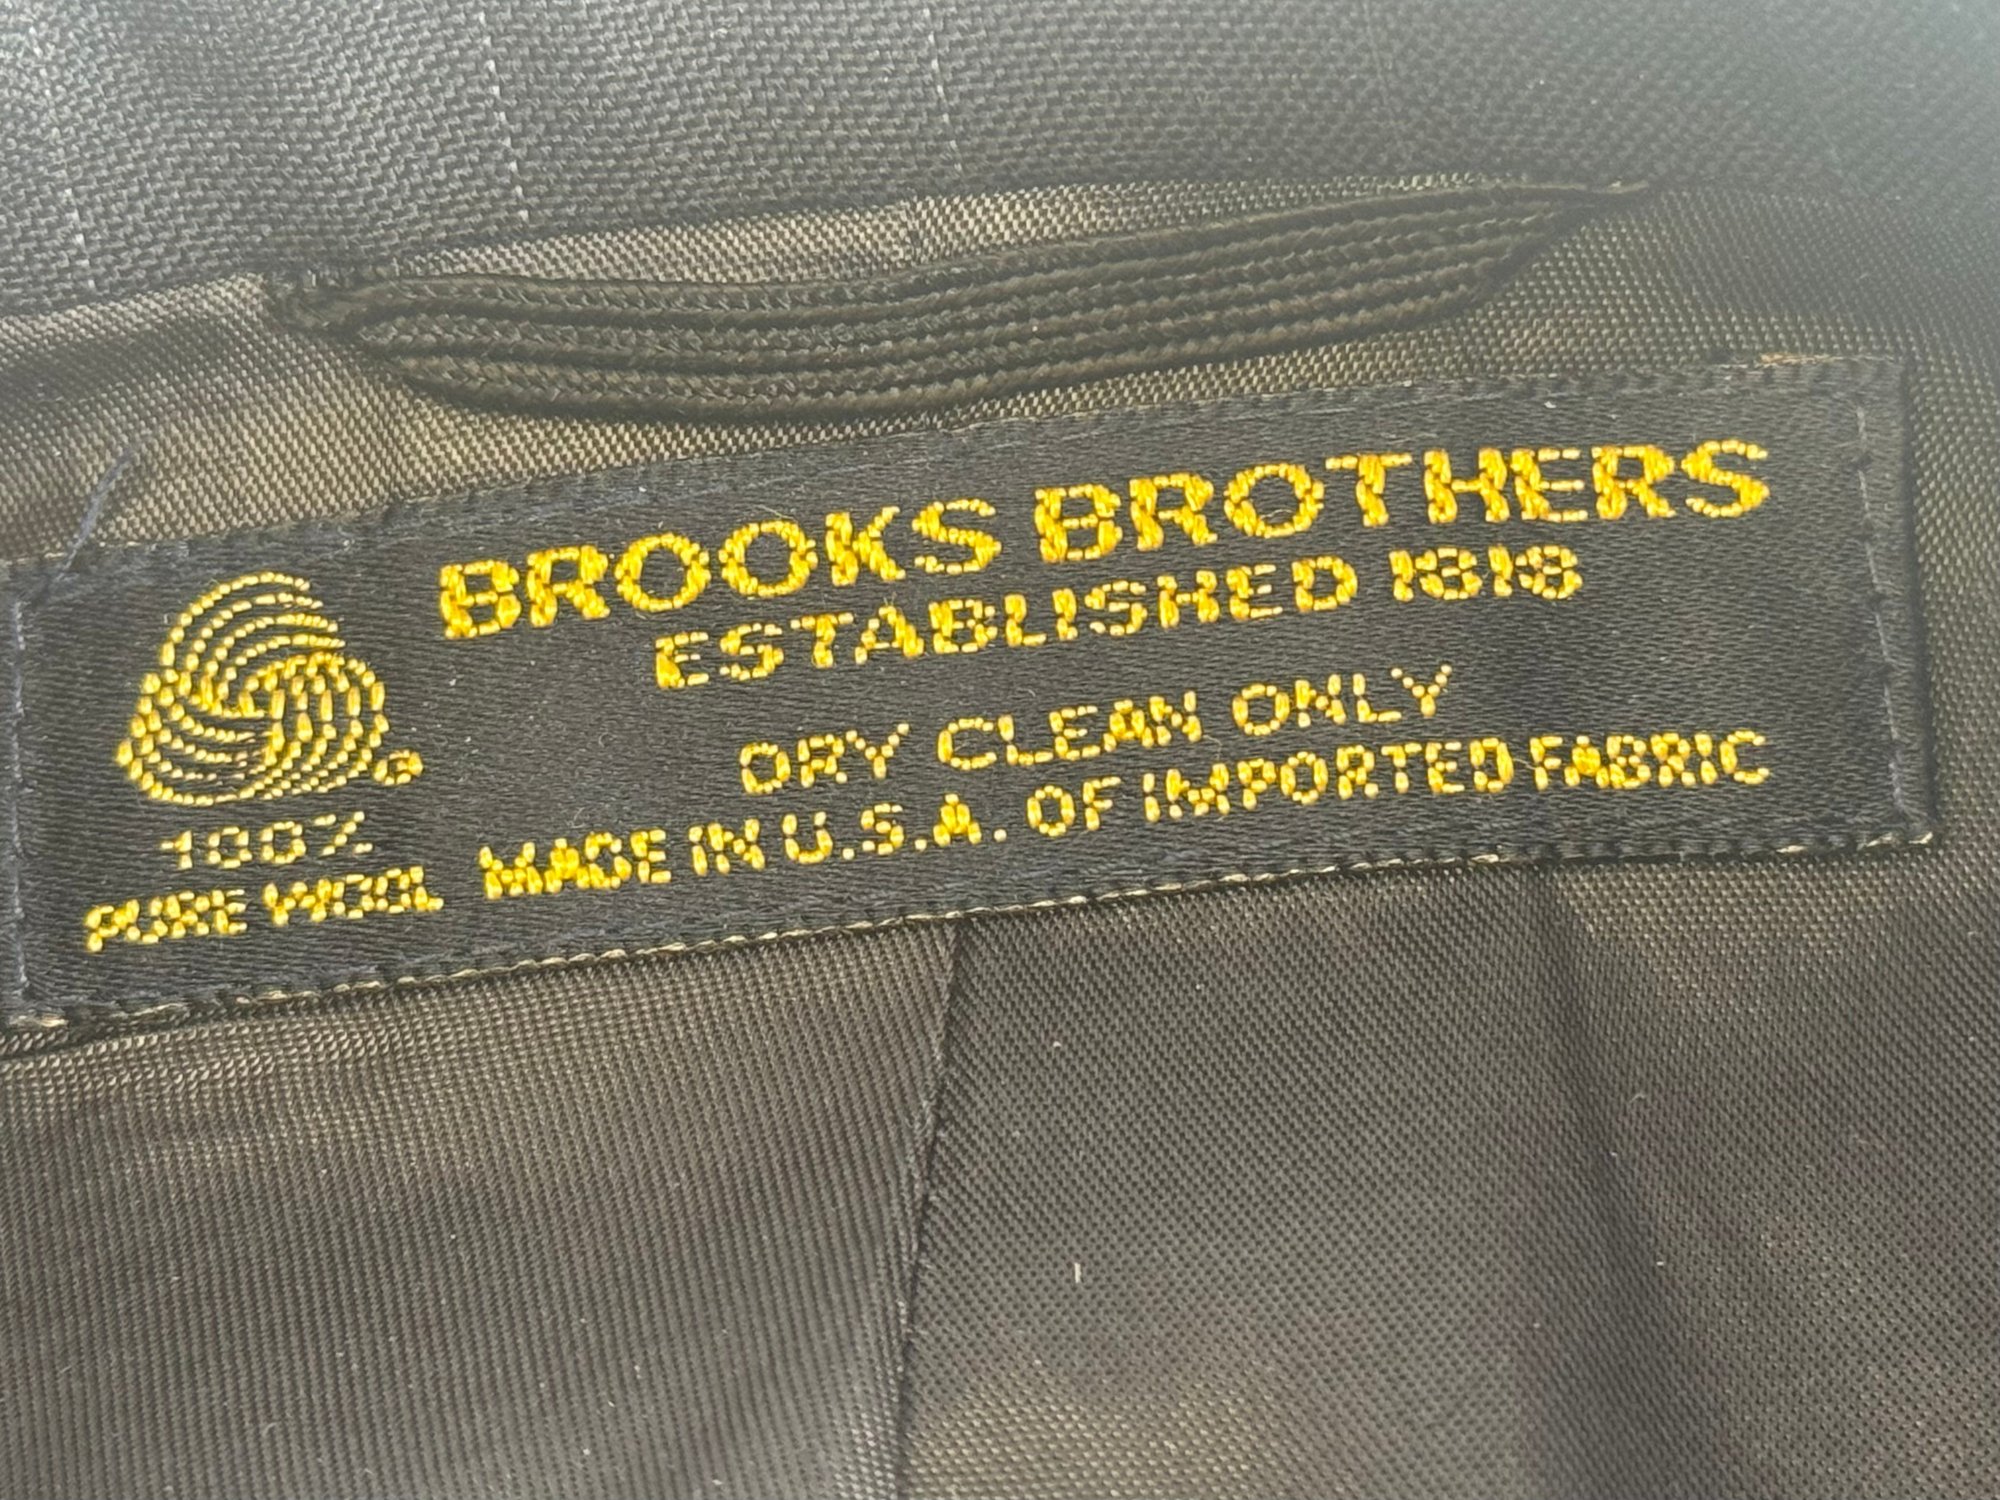 BROOKS BROTHERS
ESTABLISHED 1818
DRY CLEAN ONLY
MADE IN U.S.A. OF IMPORTED FABRIC
®
100%
PURE WOOL